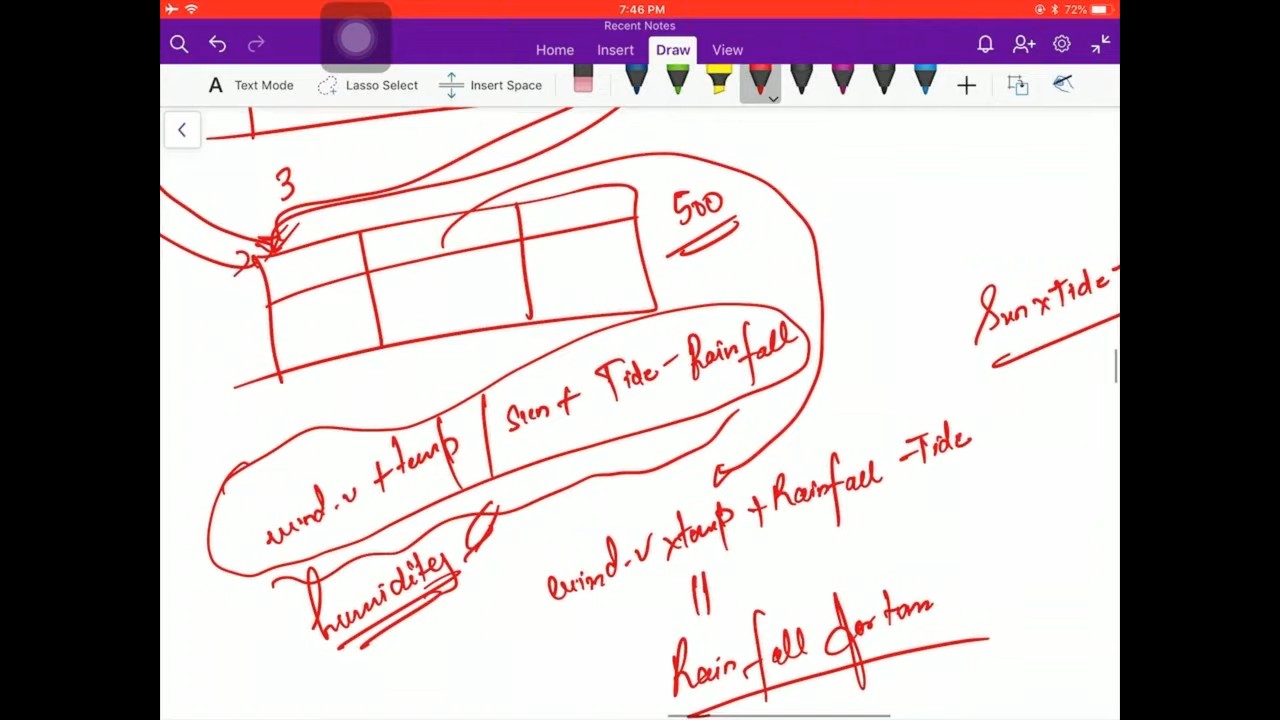 7:46 PM
72%
Recent Notes
Home Insert Draw View
Text Mode Lasso Select Insert Space
3
500
Sun x Tide -
wind.v + temp | Sun + Tide - Rainfall
humidity
wind.v x temp + Rainfall - Tide
||
Rainfall for tom